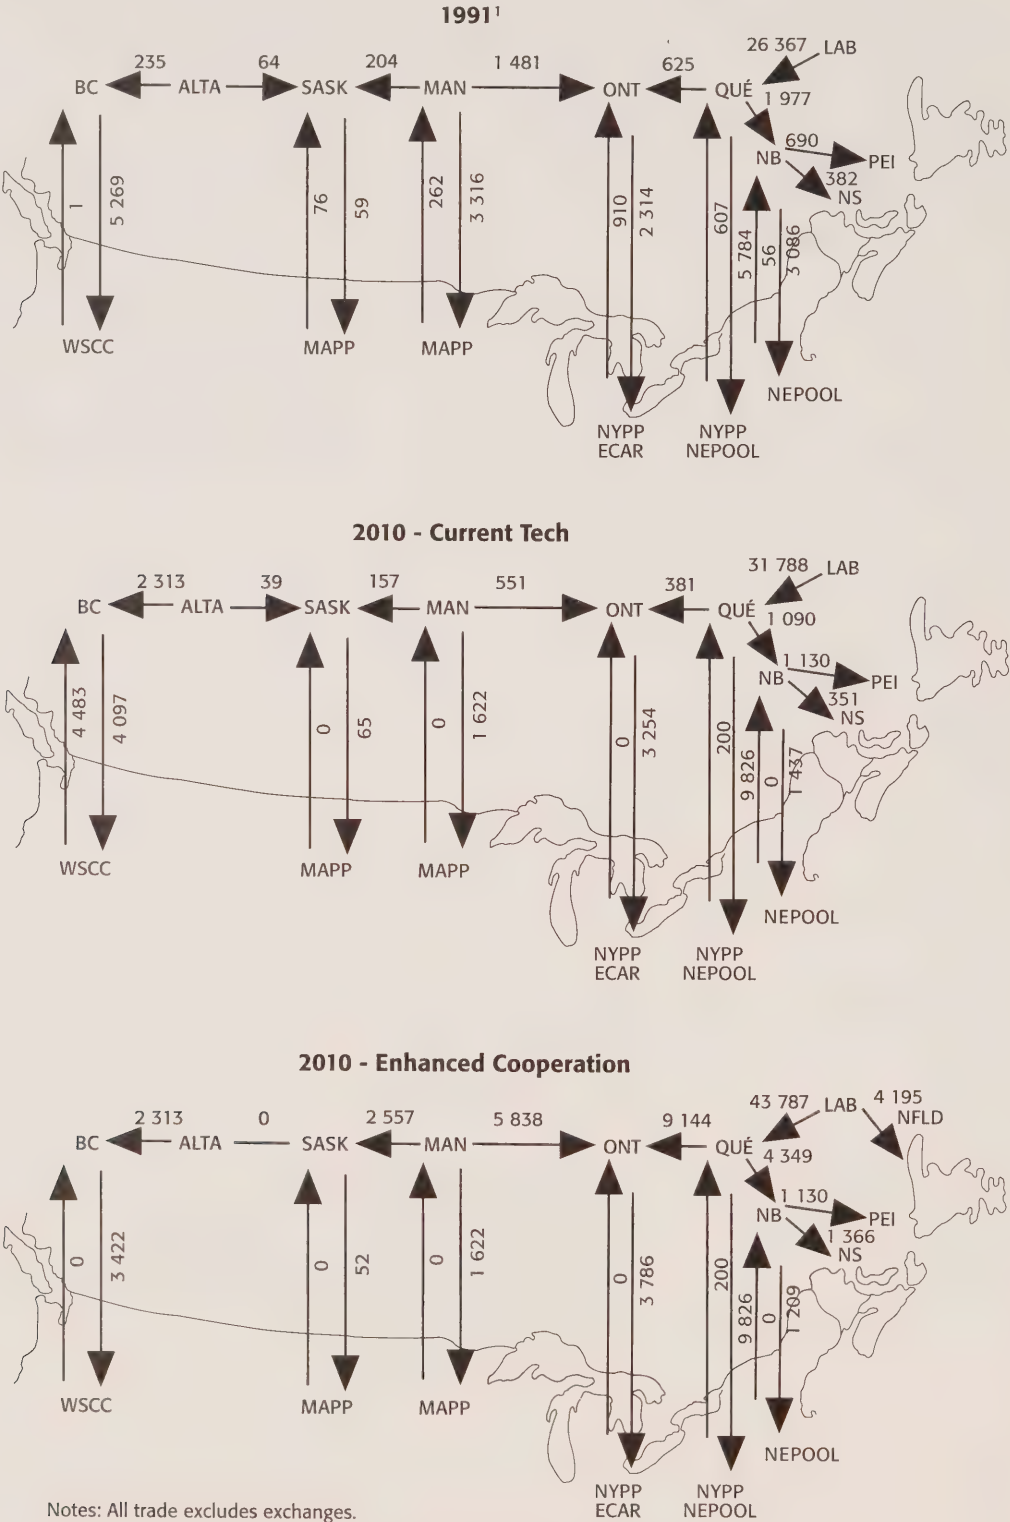 1991¹
26 367 LAB
235 64 204 1 481 625
BC ALTA SASK MAN ONT QUÉ
1 977
690
NB PEI
382
NS
1 5 269 76 59 262 3 316 910 2 314 607 5 784 56 3 086
WSCC MAPP MAPP
NEPOOL
NYPP NYPP
ECAR NEPOOL
2010 - Current Tech
31 788 LAB
2 313 39 157 551 381
BC ALTA SASK MAN ONT QUÉ
1 090
1 130
NB PEI
351
NS
4 483 4 097 0 65 0 1 622 0 3 254 200 9 826 0 1 437
WSCC MAPP MAPP
NEPOOL
NYPP NYPP
ECAR NEPOOL
2010 - Enhanced Cooperation
43 787 LAB 4 195
NFLD
2 313 0 2 557 5 838 9 144
BC ALTA SASK MAN ONT QUÉ
4 349
1 130
NB PEI
1 366
NS
0 3 422 0 52 0 1 622 0 3 786 200 9 826 0 1 209
WSCC MAPP MAPP
NEPOOL
NYPP NYPP
ECAR NEPOOL
Notes: All trade excludes exchanges.